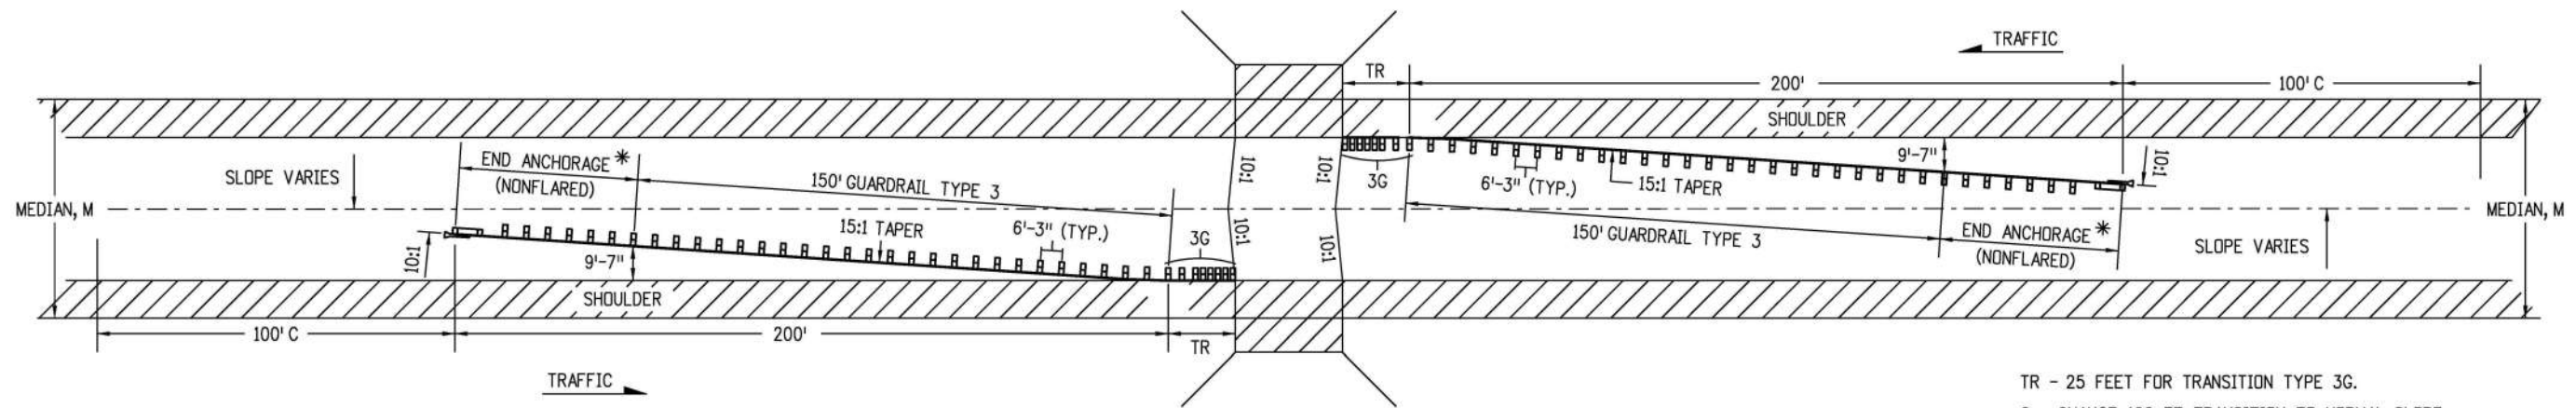 TRAFFIC
TR
200'
100' C
SHOULDER
END ANCHORAGE *
(NONFLARED)
SLOPE VARIES
150' GUARDRAIL TYPE 3
10:1
10:1
3G
6'-3" (TYP.)
15:1 TAPER
9'-7"
10:1
MEDIAN, M
MEDIAN, M
10:1
9'-7"
15:1 TAPER
6'-3" (TYP.)
3G
10:1
10:1
150' GUARDRAIL TYPE 3
END ANCHORAGE *
(NONFLARED)
SLOPE VARIES
SHOULDER
100' C
200'
TR
TRAFFIC
TR - 25 FEET FOR TRANSITION TYPE 3G.